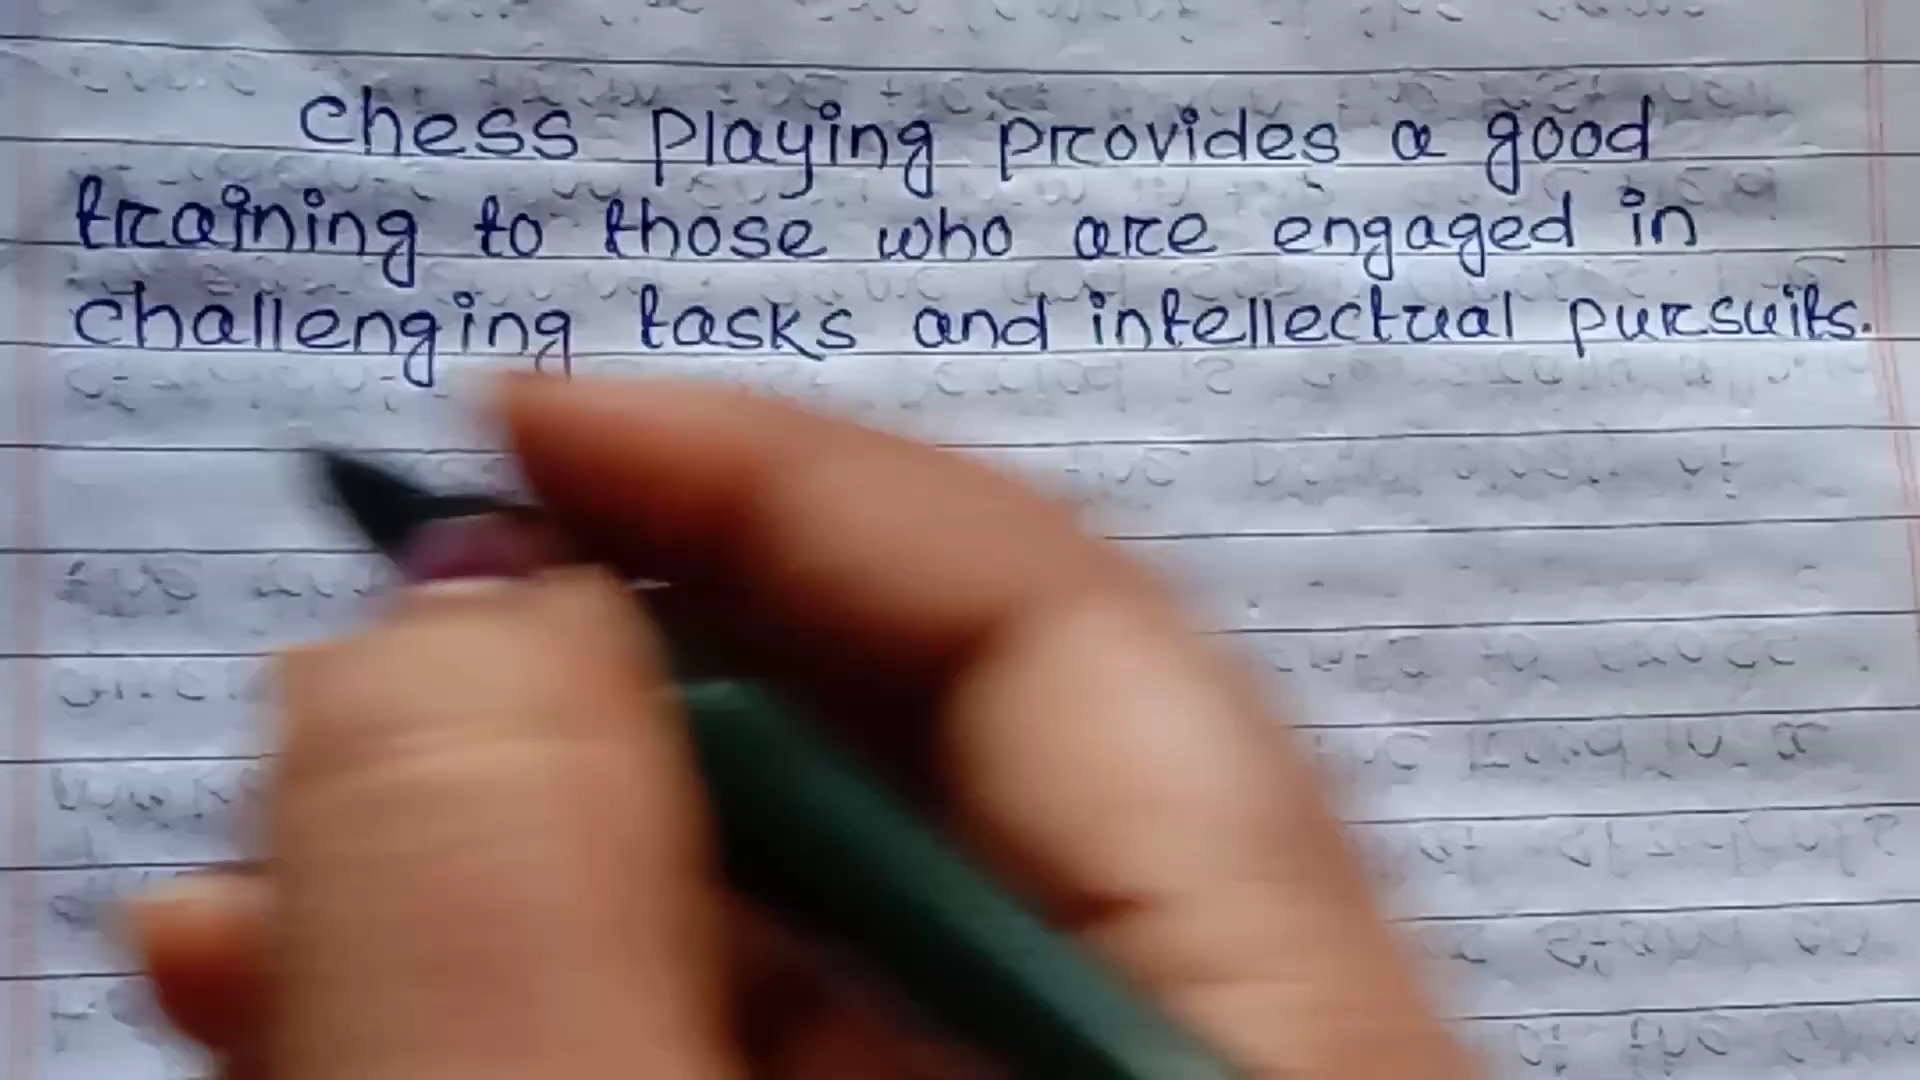 Chess playing provides a good
training to those who are engaged in
challenging tasks and intellectual pursuits.